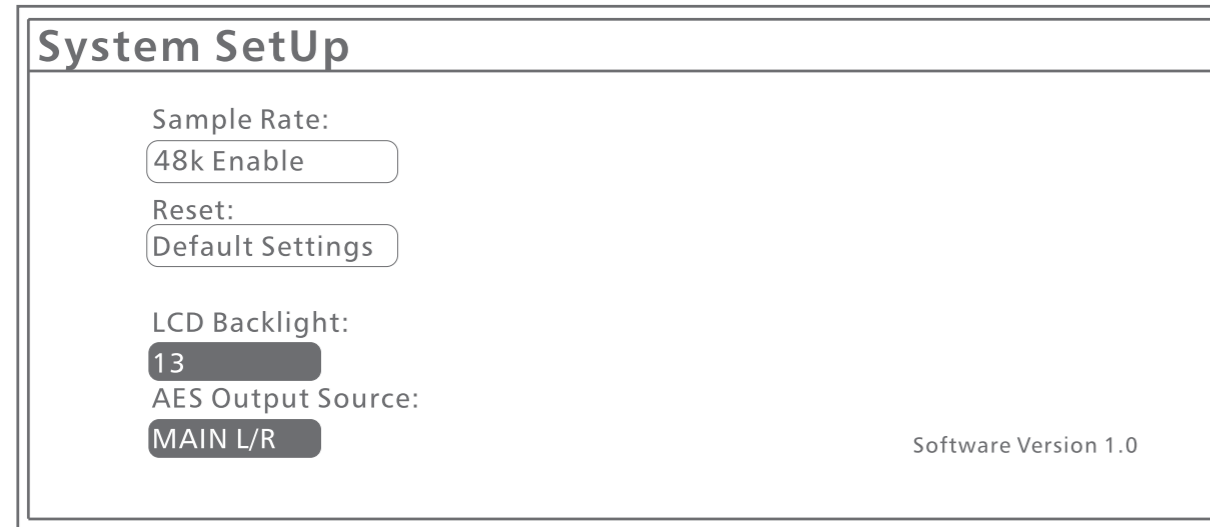 System SetUp
Sample Rate:
48k Enable
Reset:
Default Settings
LCD Backlight:
13
AES Output Source:
MAIN L/R
Software Version 1.0